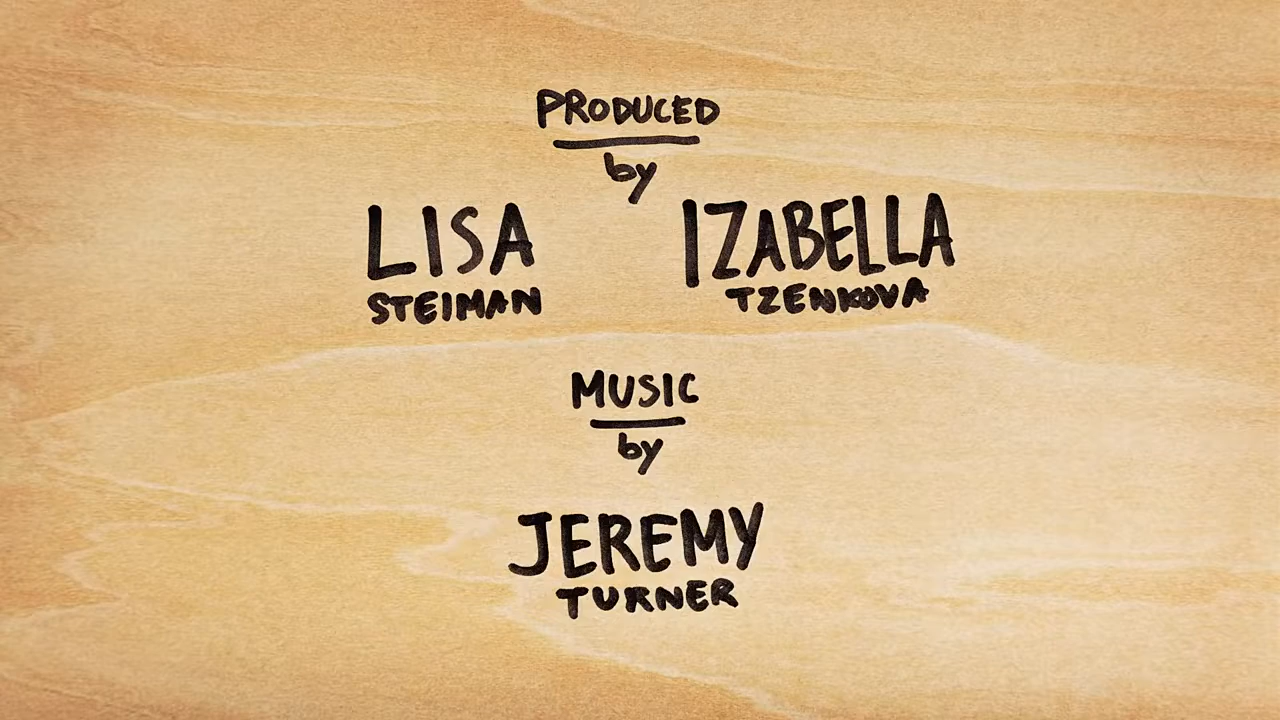 PRODUCED
by
LISA IZABELLA
STEIMAN TZENKOVA
MUSIC
by
JEREMY
TURNER